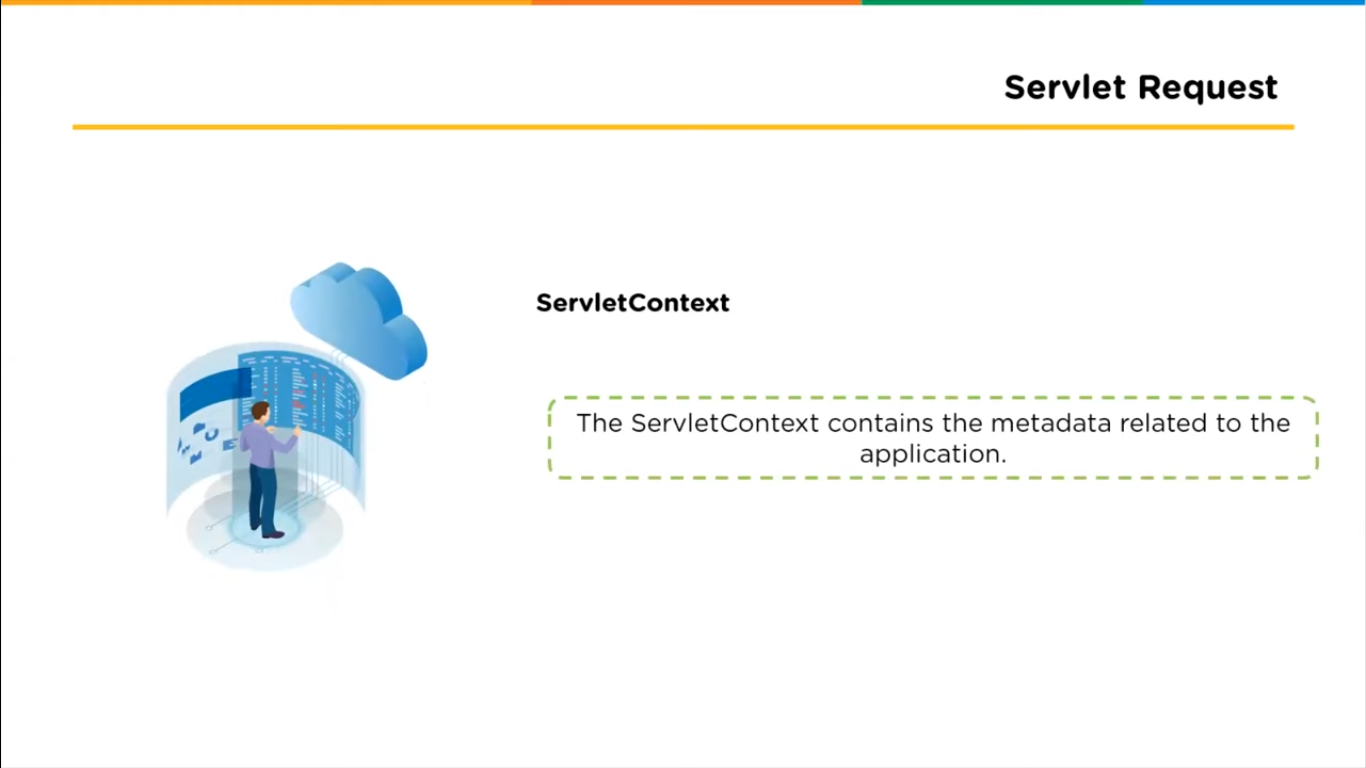 Servlet Request
ServletContext
The ServletContext contains the metadata related to the
application.